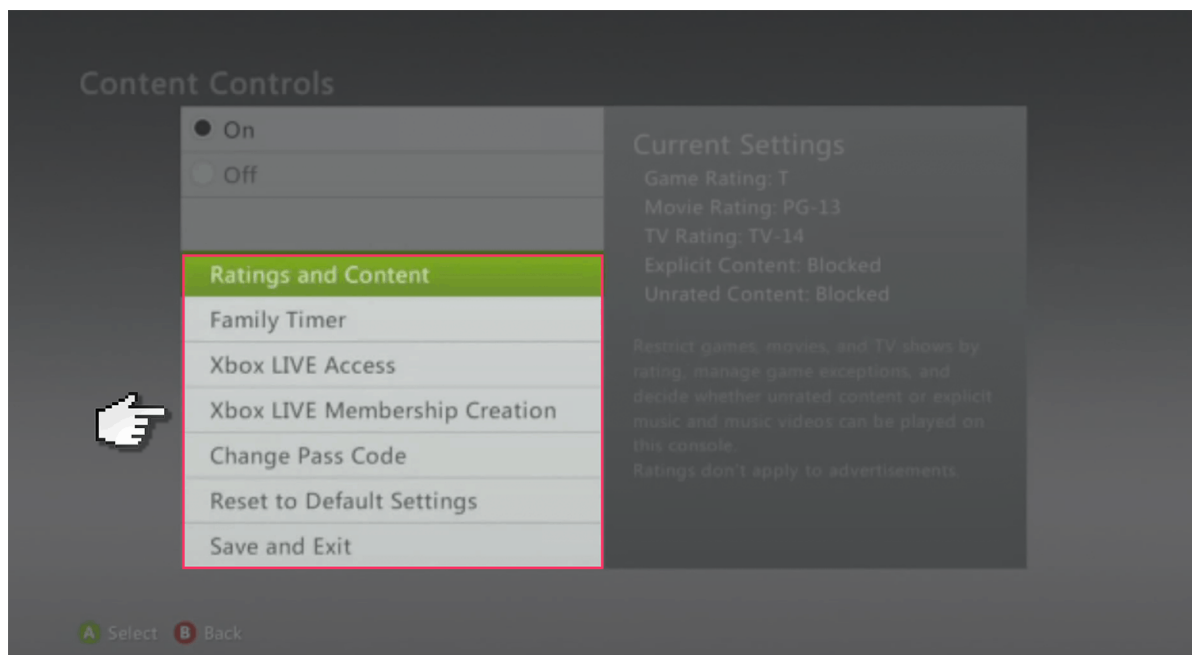 Content Controls
On
Off
Ratings and Content
Family Timer
Xbox LIVE Access
Xbox LIVE Membership Creation
Change Pass Code
Reset to Default Settings
Save and Exit
Current Settings
Game Rating: T
Movie Rating: PG-13
TV Rating: TV-14
Explicit Content: Blocked
Unrated Content: Blocked
Restrict games, movies, and TV shows by
rating, manage game exceptions, and
decide whether unrated content or explicit
music and music videos can be played on
this console.
Ratings don't apply to advertisements.
A Select B Back